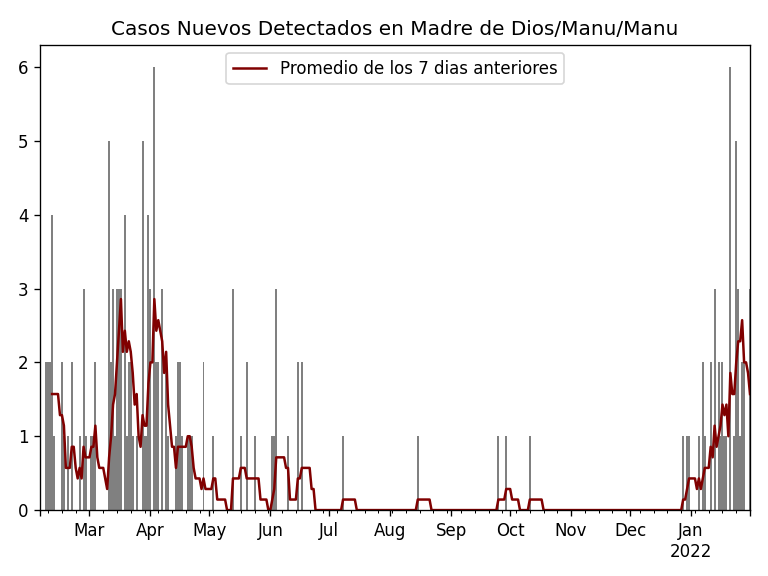 Casos Nuevos Detectados en Madre de Dios/Manu/Manu
Promedio de los 7 dias anteriores
6
5
4
3
2
1
0
Mar Apr May Jun Jul Aug Sep Oct Nov Dec Jan
2022